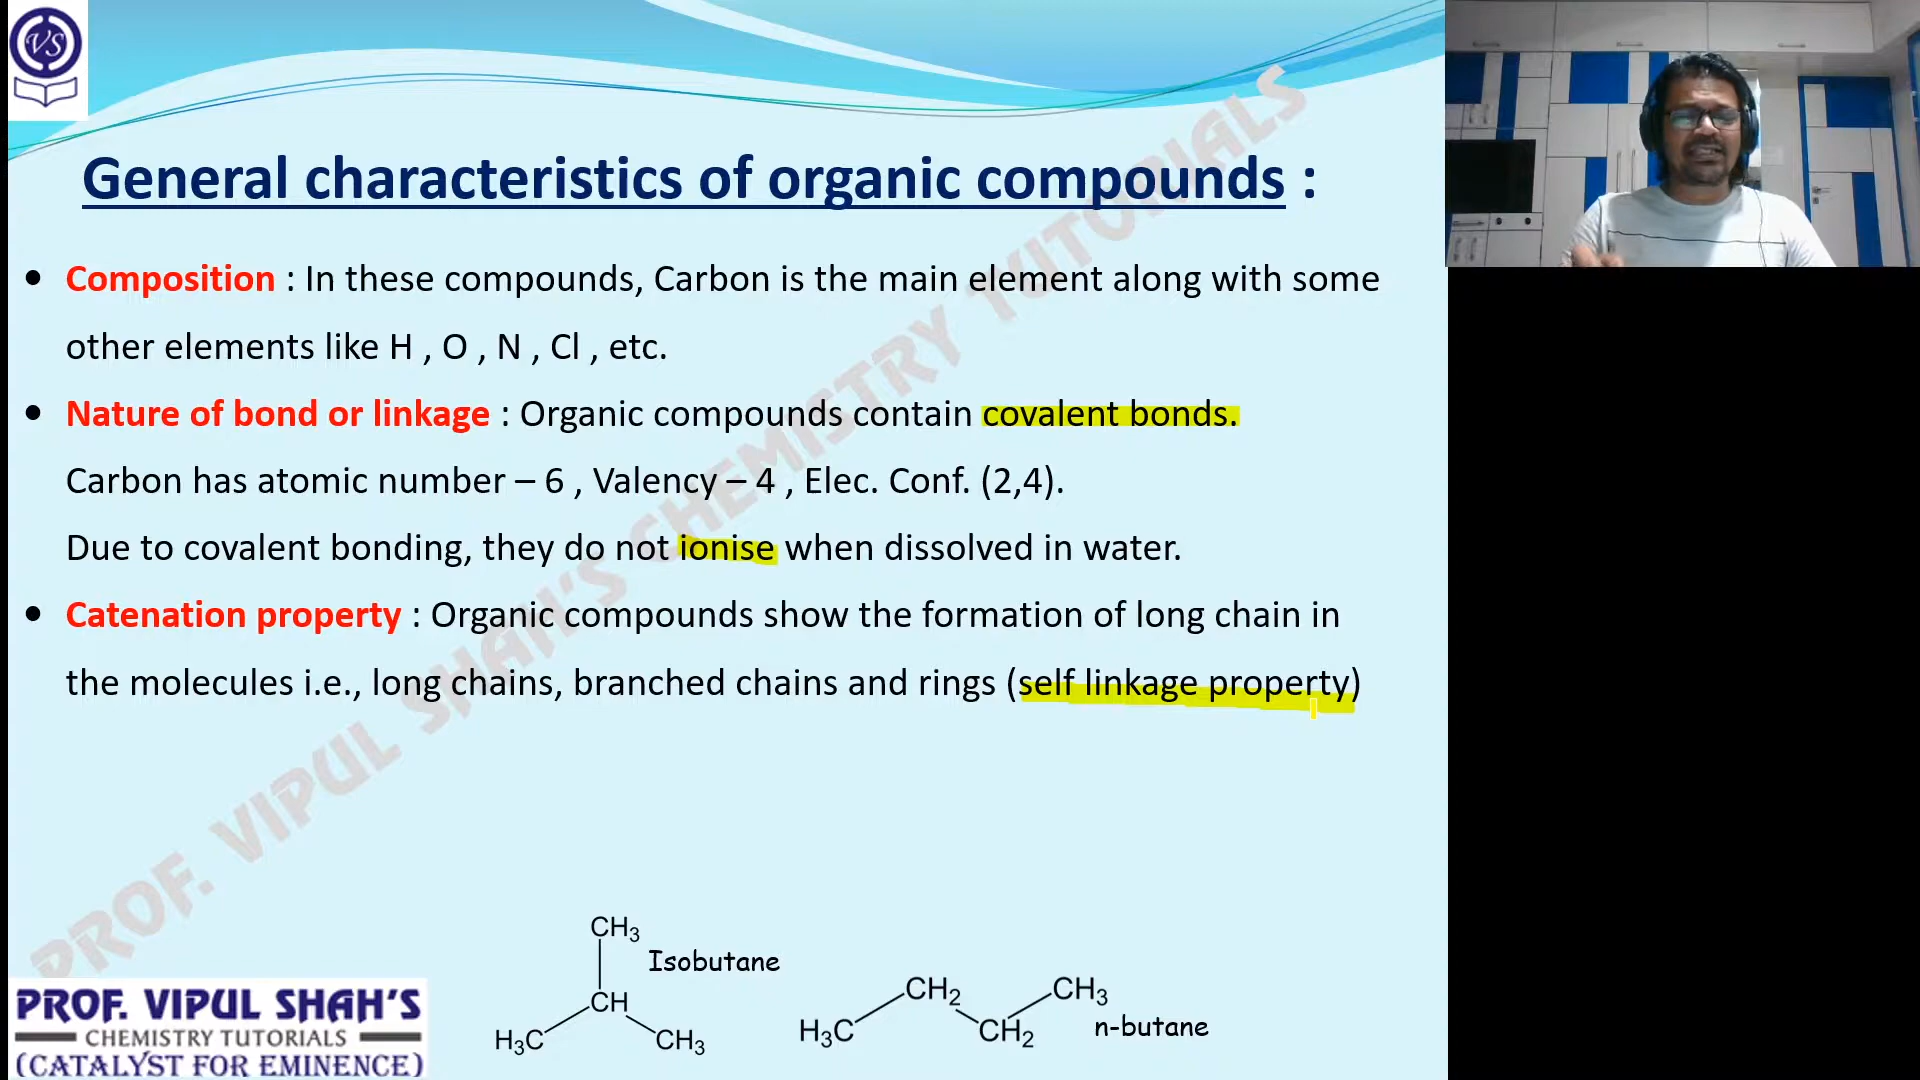 VS
General characteristics of organic compounds :
• Composition : In these compounds, Carbon is the main element along with some
other elements like H , O , N , Cl , etc.
• Nature of bond or linkage : Organic compounds contain covalent bonds.
Carbon has atomic number – 6 , Valency – 4 , Elec. Conf. (2,4).
Due to covalent bonding, they do not ionise when dissolved in water.
• Catenation property : Organic compounds show the formation of long chain in
the molecules i.e., long chains, branched chains and rings (self linkage property)
PROF. VIPUL SHAH'S CHEMISTRY TUTORIALS
CH3
Isobutane
CH
H3C
CH3
CH2
CH3
H3C
CH2
n-butane
PROF. VIPUL SHAH'S
CHEMISTRY TUTORIALS
(CATALYST FOR EMINENCE)